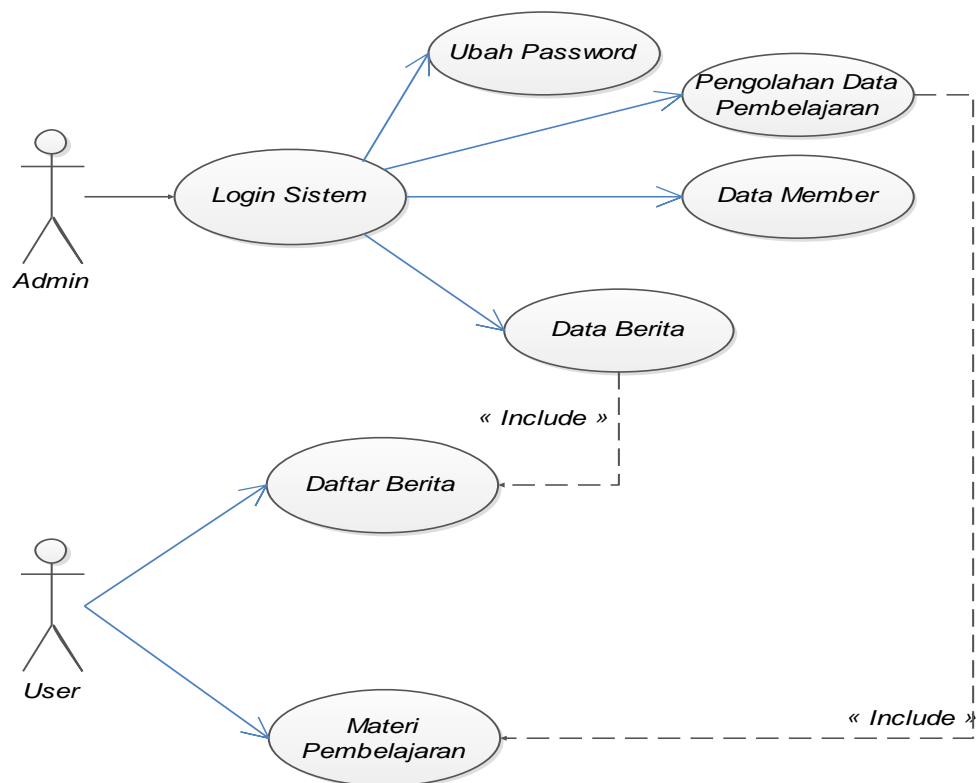 Ubah Password
Pengolahan Data
Pembelajaran
Login Sistem
Data Member
Admin
Data Berita
« Include »
Daftar Berita
User
« Include »
Materi
Pembelajaran